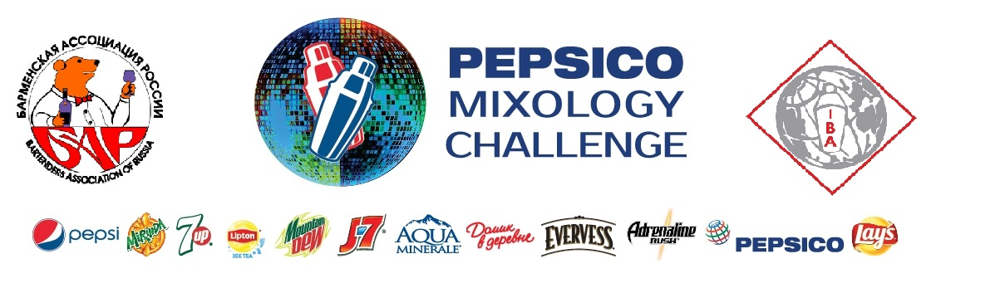 БАРМЕНСКАЯ АССОЦИАЦИЯ РОССИИ
БАР
BARTENDERS ASSOCIATION OF RUSSIA
PEPSICO
MIXOLOGY
CHALLENGE
IBA
pepsi
Mirinda
7up
Lipton
ICE TEA
Mountain
Dew
J-7
AQUA
MINERALE
Домик
в деревне
EVERVESS
Adrenaline
RUSH
PEPSICO
Lay's